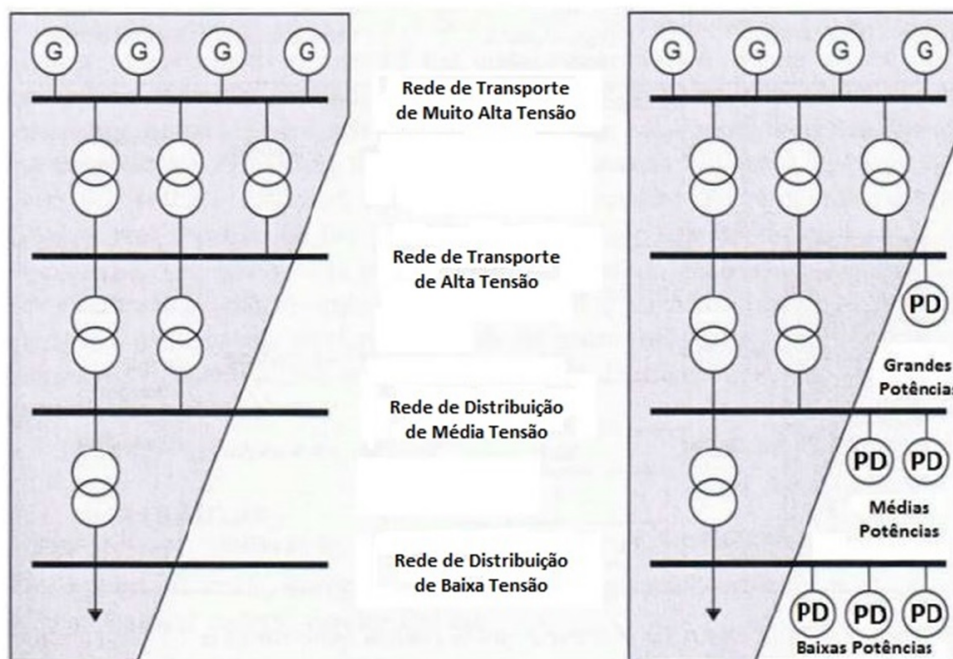 G G G G
G G G G
Rede de Transporte
de Muito Alta Tensão
Rede de Transporte
de Alta Tensão
PD
Grandes
Potências
Rede de Distribuição
de Média Tensão
PD PD
Médias
Potências
Rede de Distribuição
de Baixa Tensão
PD PD PD
Baixas Potências